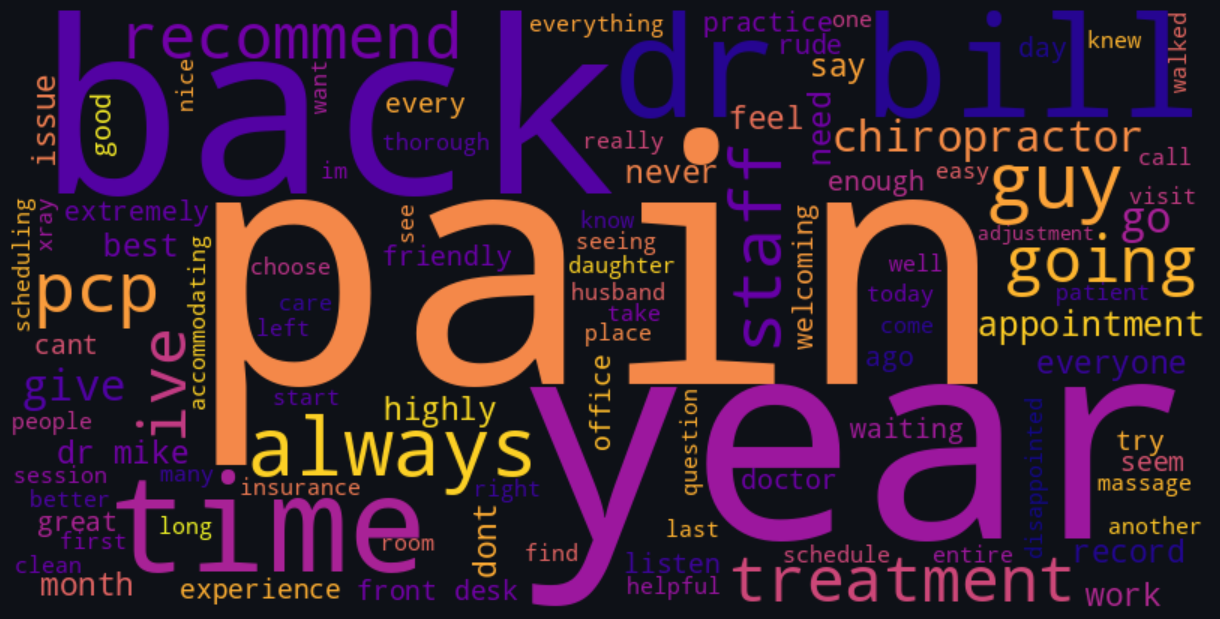 everything
practice
one
recommend
back
dr
bill
rude
day
knew
walked
say
nice
want
issue
good
every
need
feel
thorough
really
chiropractor
im
never
staff
enough
easy
call
guy
visit
scheduling
xray
extremely
see
know
welcoming
adjustment
go
best
accommodating
friendly
seeing
going
choose
daughter
well
pcp
pain
care
husband
today
patient
left
take
place
come
appointment
cant
ive
ago
everyone
give
start
office
year
people
highly
question
disappointed
always
waiting
try
dr mike
session
many
doctor
seem
better
insurance
right
massage
great
time
long
dont
last
another
first
room
find
schedule
entire
record
clean
listen
month
experience
front desk
helpful
treatment
work